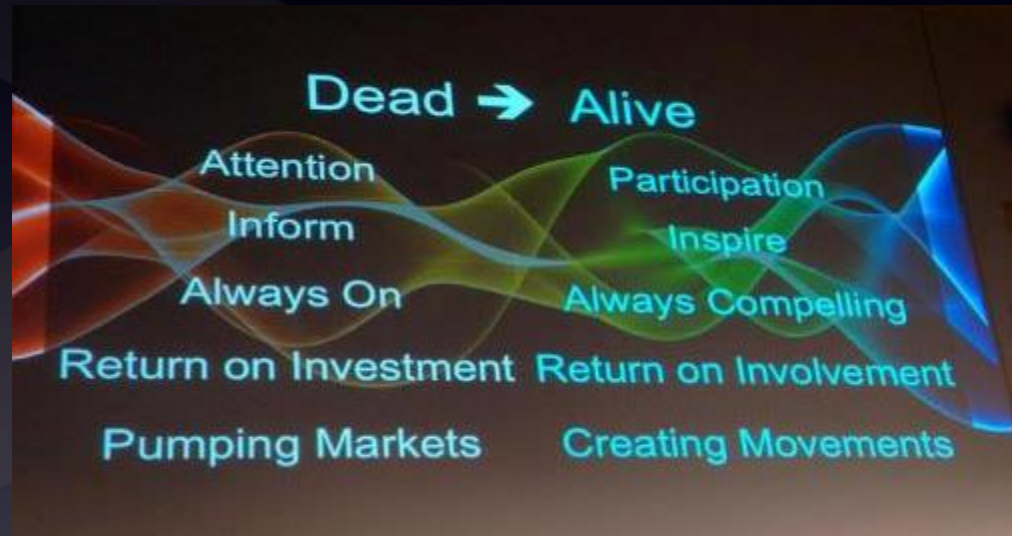 Dead → Alive
Attention Participation
Inform Inspire
Always On Always Compelling
Return on Investment Return on Involvement
Pumping Markets Creating Movements